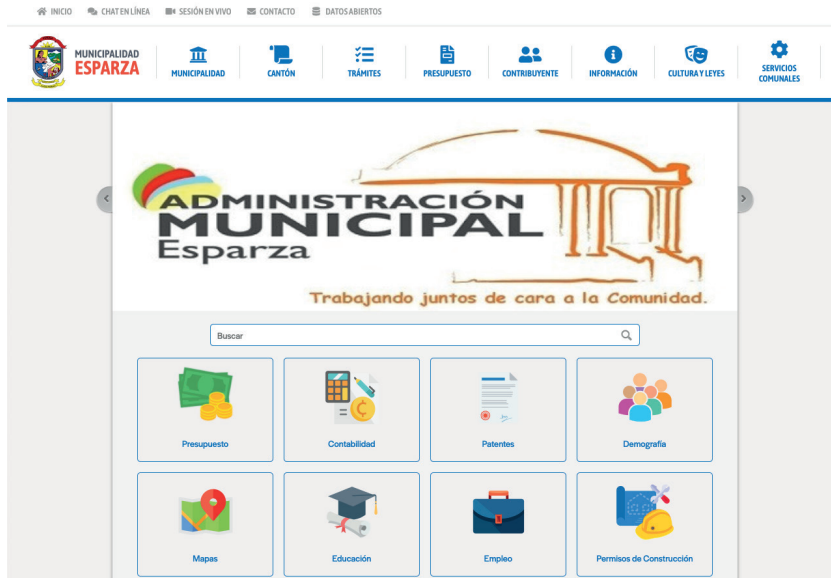 INICIO CHAT EN LÍNEA SESIÓN EN VIVO CONTACTO DATOS ABIERTOS
MUNICIPALIDAD
ESPARZA
MUNICIPALIDAD CANTÓN TRÁMITES PRESUPUESTO CONTRIBUYENTE INFORMACIÓN CULTURA Y LEYES SERVICIOS
COMUNALES
ADMINISTRACIÓN
MUNICIPAL
Esparza
Trabajando juntos de cara a la Comunidad.
Buscar
Presupuesto Contabilidad Patentes Demografía
Mapas Educación Empleo Permisos de Construcción